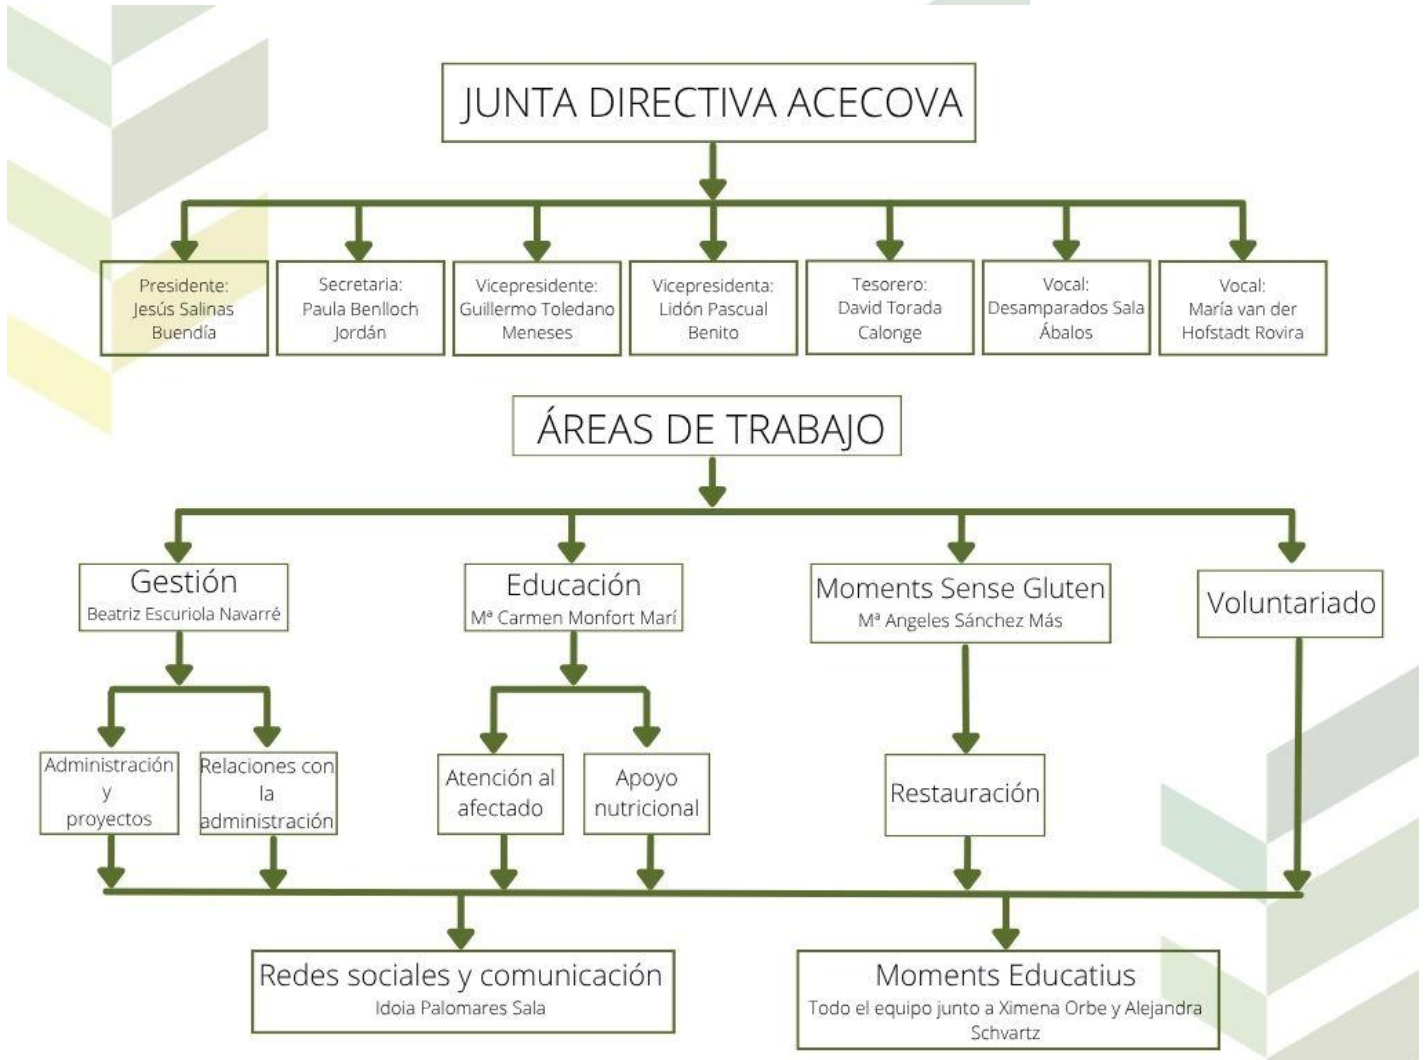 JUNTA DIRECTIVA ACECOVA
Presidente:
Jesús Salinas
Buendía
Secretaria:
Paula Benlloch
Jordán
Vicepresidente:
Guillermo Toledano
Meneses
Vicepresidenta:
Lidón Pascual
Benito
Tesorero:
David Torada
Calonge
Vocal:
Desamparados Sala
Ábalos
Vocal:
María van der
Hofstadt Rovira
ÁREAS DE TRABAJO
Gestión
Beatriz Escuriola Navarré
Educación
Mª Carmen Monfort Marí
Moments Sense Gluten
Mª Angeles Sánchez Más
Voluntariado
Administración
y
proyectos
Relaciones con
la
administración
Atención al
afectado
Apoyo
nutricional
Restauración
Redes sociales y comunicación
Idoia Palomares Sala
Moments Educatius
Todo el equipo junto a Ximena Orbe y Alejandra
Schvartz